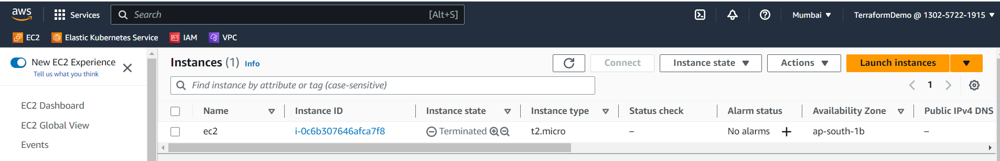 aws Services Search [Alt+S] Mumbai TerraformDemo @ 1302-5722-1915
EC2 Elastic Kubernetes Service IAM VPC
New EC2 Experience
Tell us what you think
EC2 Dashboard
EC2 Global View
Events
Instances (1) Info Connect Instance state Actions Launch instances
Find instance by attribute or tag (case-sensitive) 1
Name Instance ID Instance state Instance type Status check Alarm status Availability Zone Public IPv4 DNS
ec2 i-0c6b307646afca7f8 Terminated t2.micro – No alarms + ap-south-1b –